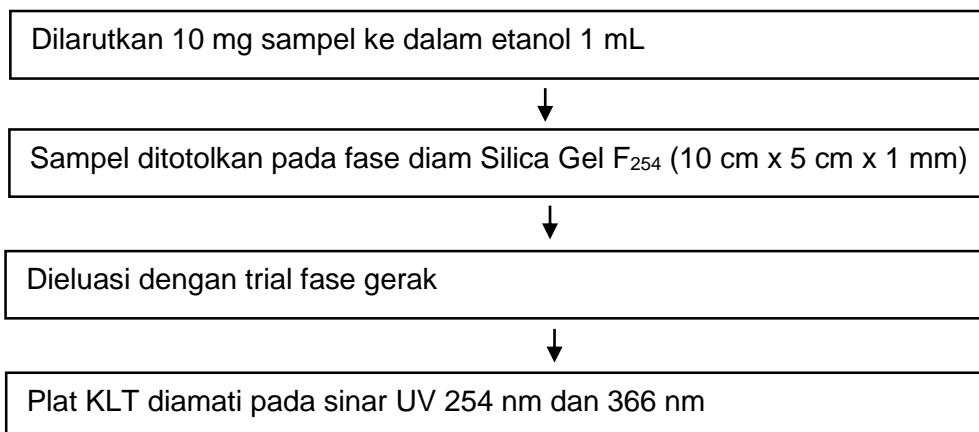 Dilarutkan 10 mg sampel ke dalam etanol 1 mL
Sampel ditotolkan pada fase diam Silica Gel F₂₅₄ (10 cm x 5 cm x 1 mm)
Dieluasi dengan trial fase gerak
Plat KLT diamati pada sinar UV 254 nm dan 366 nm